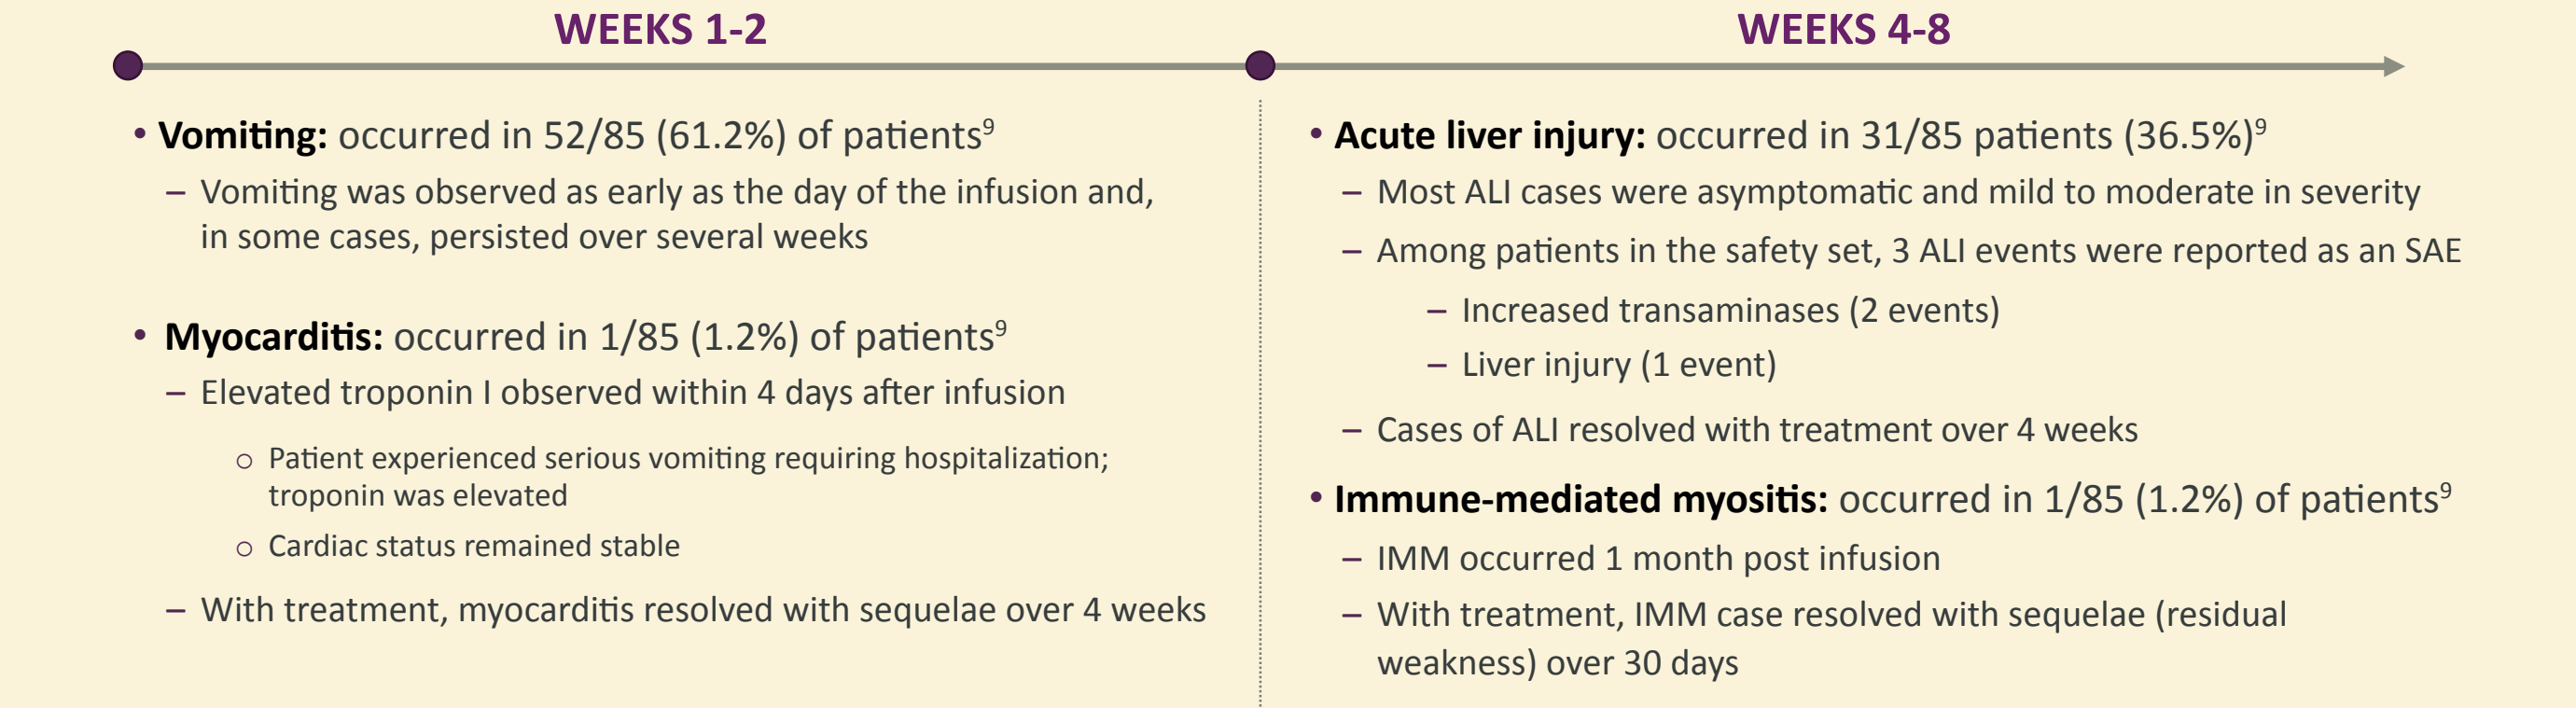 WEEKS 1-2
• Vomiting: occurred in 52/85 (61.2%) of patients⁹
– Vomiting was observed as early as the day of the infusion and,
in some cases, persisted over several weeks
• Myocarditis: occurred in 1/85 (1.2%) of patients⁹
– Elevated troponin I observed within 4 days after infusion
○ Patient experienced serious vomiting requiring hospitalization;
troponin was elevated
○ Cardiac status remained stable
– With treatment, myocarditis resolved with sequelae over 4 weeks
WEEKS 4-8
• Acute liver injury: occurred in 31/85 patients (36.5%)⁹
– Most ALI cases were asymptomatic and mild to moderate in severity
– Among patients in the safety set, 3 ALI events were reported as an SAE
– Increased transaminases (2 events)
– Liver injury (1 event)
– Cases of ALI resolved with treatment over 4 weeks
• Immune-mediated myositis: occurred in 1/85 (1.2%) of patients⁹
– IMM occurred 1 month post infusion
– With treatment, IMM case resolved with sequelae (residual
weakness) over 30 days